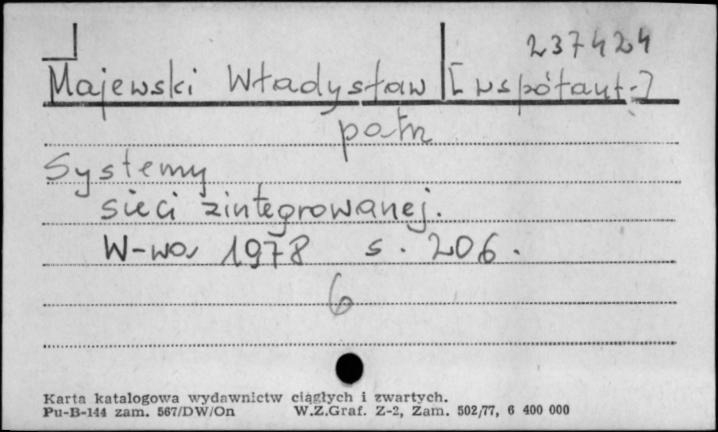 237424
Majewski Władysław [współaut.]
patrz
Systemy
sieci zintegrowanej.
W-wa 1978 s. 206.
6
Karta katalogowa wydawnictw ciągłych i zwartych.
Pu-B-144 zam. 567/DW/On W.Z.Graf. Z-2, Zam. 502/77, 6 400 000